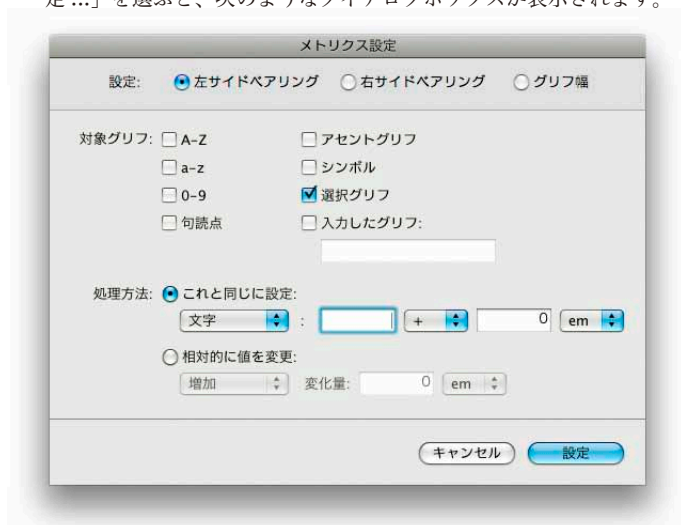 定 ...」を選ぶと、次のようなダイアログボックスが表示されます。
メトリクス設定
設定: 左サイドベアリング 右サイドベアリング グリフ幅
対象グリフ: A-Z アセントグリフ
a-z シンボル
0-9 選択グリフ
句読点 入力したグリフ:
処理方法: これと同じに設定:
文字 : + 0 em
相対的に値を変更:
増加 変化量: 0 em
キャンセル 設定